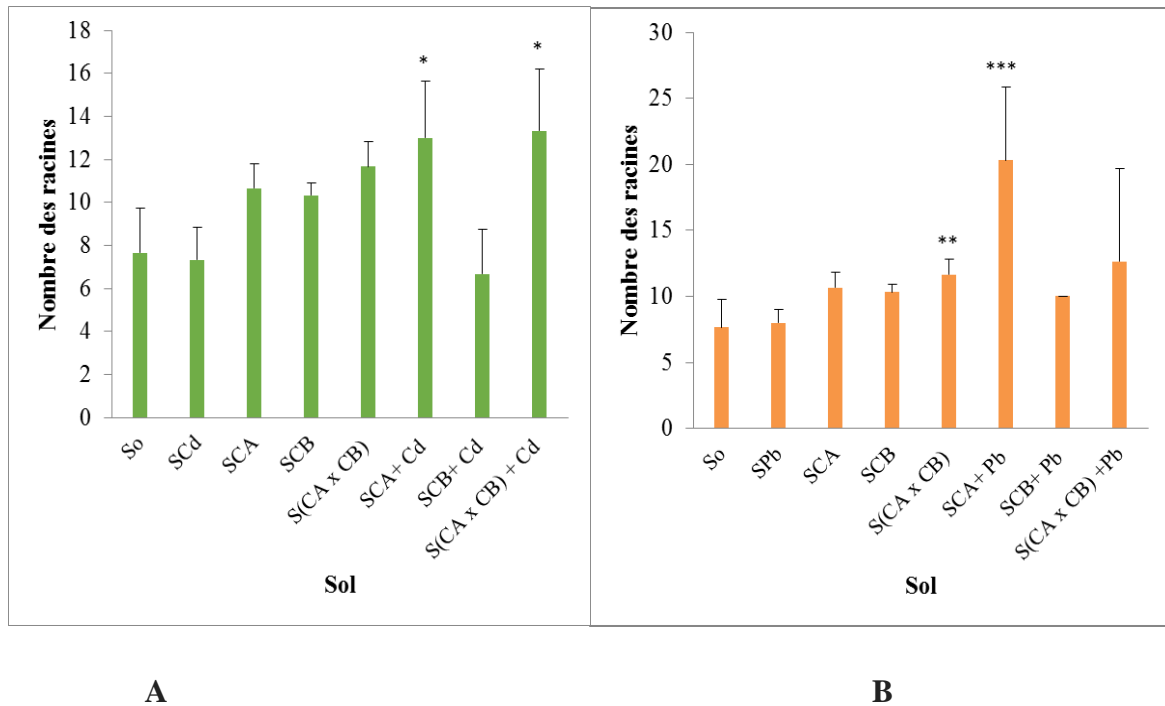 18
16
14
12
10
8
6
4
2
0
Nombre des racines
*
*
So
SCd
SCA
SCB
S(CA x CB)
SCA+ Cd
SCB+ Cd
S(CA x CB) + Cd
Sol
30
25
20
15
10
5
0
Nombre des racines
**
***
So
SPb
SCA
SCB
S(CA x CB)
SCA+ Pb
SCB+ Pb
S(CA x CB) +Pb
Sol
A
B